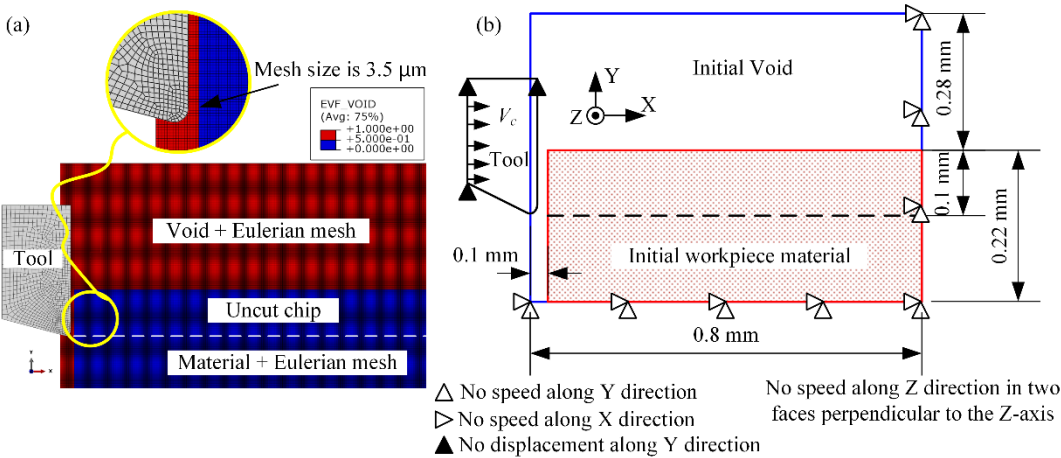 (a)
Mesh size is 3.5 μm
EVF_VOID
(Avg: 75%)
+1.000e+00
+5.000e-01
+0.000e+00
Void + Eulerian mesh
Tool
Uncut chip
Material + Eulerian mesh
Y
X
(b)
Initial Void
Y
Z
X
Vc
Tool
0.28 mm
0.1 mm
0.22 mm
0.1 mm
Initial workpiece material
0.8 mm
No speed along Y direction
No speed along X direction
No displacement along Y direction
No speed along Z direction in two
faces perpendicular to the Z-axis